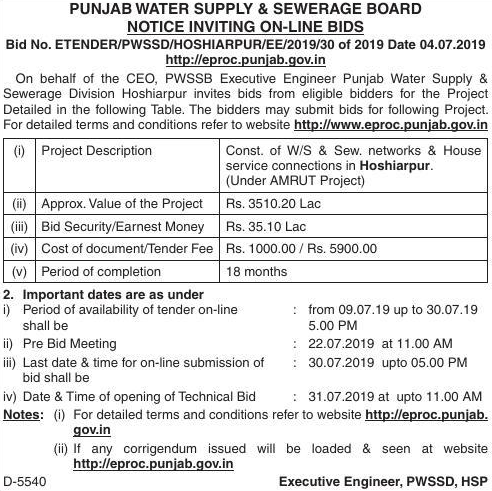 PUNJAB WATER SUPPLY & SEWERAGE BOARD
NOTICE INVITING ON-LINE BIDS
Bid No. ETENDER/PWSSD/HOSHIARPUR/EE/2019/30 of 2019 Date 04.07.2019
http://eproc.punjab.gov.in
On behalf of the CEO, PWSSB Executive Engineer Punjab Water Supply &
Sewerage Division Hoshiarpur invites bids from eligible bidders for the Project
Detailed in the following Table. The bidders may submit bids for following Project.
For detailed terms and conditions refer to website http://www.eproc.punjab.gov.in
(i) Project Description Const. of W/S & Sew. networks & House
service connections in Hoshiarpur.
(Under AMRUT Project)
(ii) Approx. Value of the Project Rs. 3510.20 Lac
(iii) Bid Security/Earnest Money Rs. 35.10 Lac
(iv) Cost of document/Tender Fee Rs. 1000.00 / Rs. 5900.00
(v) Period of completion 18 months
2. Important dates are as under
i) Period of availability of tender on-line : from 09.07.19 up to 30.07.19
shall be 5.00 PM
ii) Pre Bid Meeting : 22.07.2019 at 11.00 AM
iii) Last date & time for on-line submission of : 30.07.2019 upto 05.00 PM
bid shall be
iv) Date & Time of opening of Technical Bid : 31.07.2019 upto 11.00 AM
Notes: (i) For detailed terms and conditions refer to website http://eproc.punjab.
gov.in
(ii) If any corrigendum issued will be loaded & seen at website
http://eproc.punjab.gov.in
D-5540 Executive Engineer, PWSSD, HSP